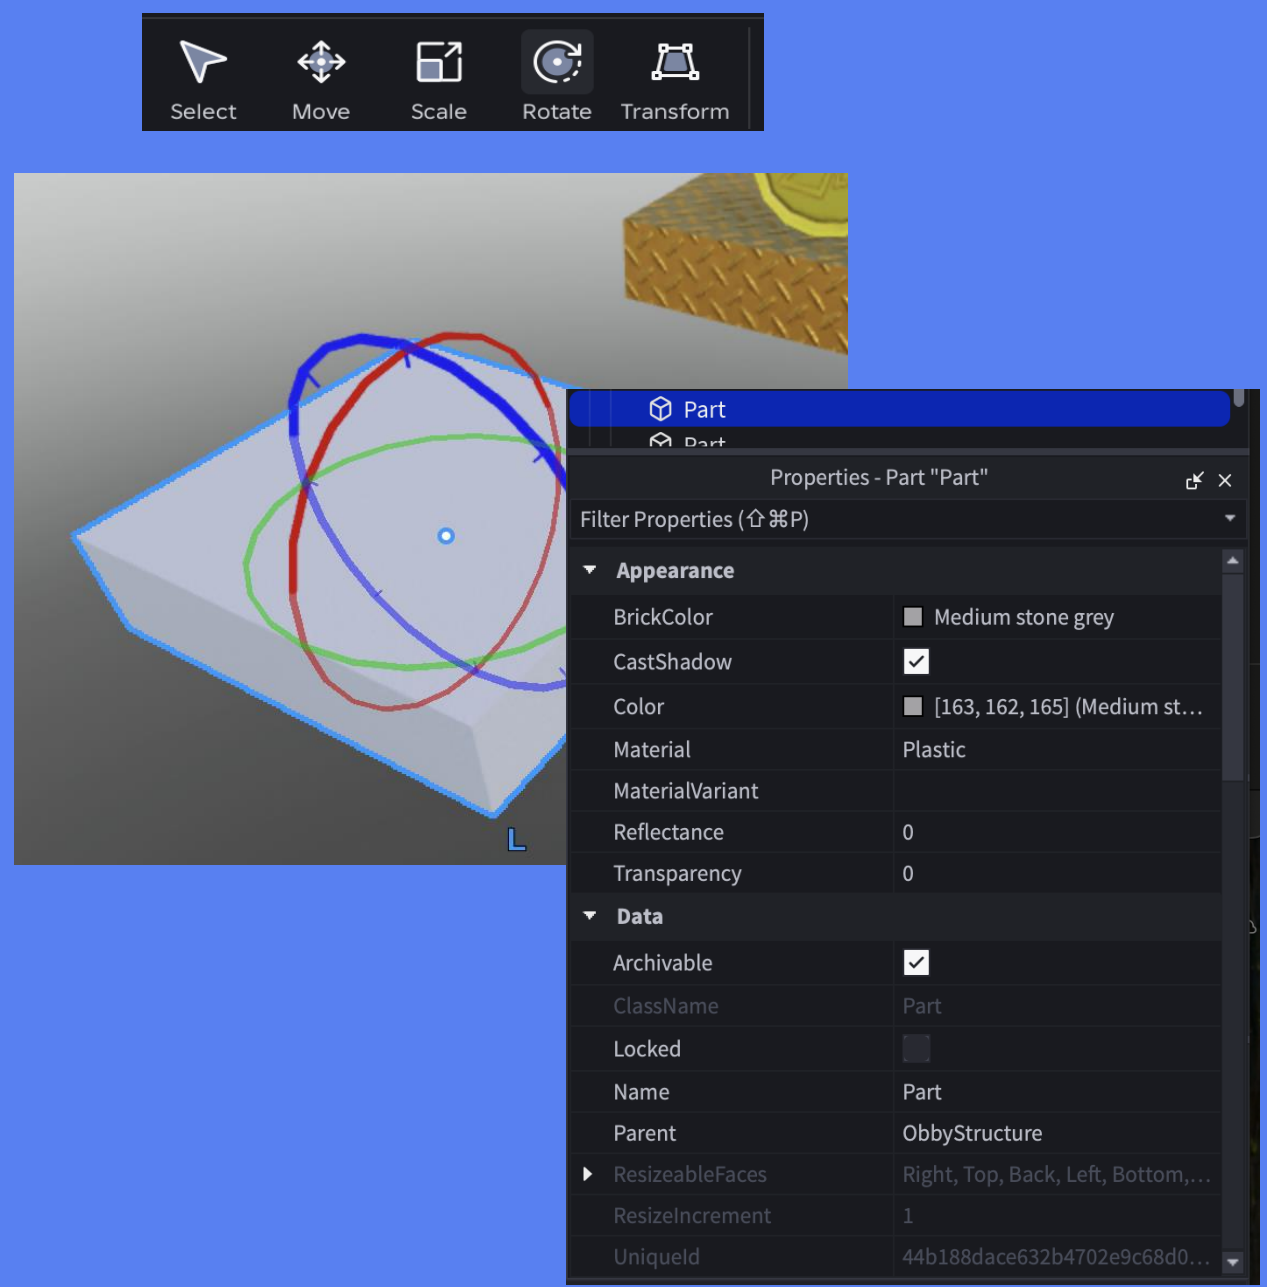 Select Move Scale Rotate Transform
L
Part
Part
Properties - Part "Part"
Filter Properties (⇧⌘P)
Appearance
BrickColor Medium stone grey
CastShadow
Color [163, 162, 165] (Medium st...
Material Plastic
MaterialVariant
Reflectance 0
Transparency 0
Data
Archivable
ClassName Part
Locked
Name Part
Parent ObbyStructure
ResizeableFaces Right, Top, Back, Left, Bottom,...
ResizeIncrement 1
UniqueId 44b188dace632b4702e9c68d0...